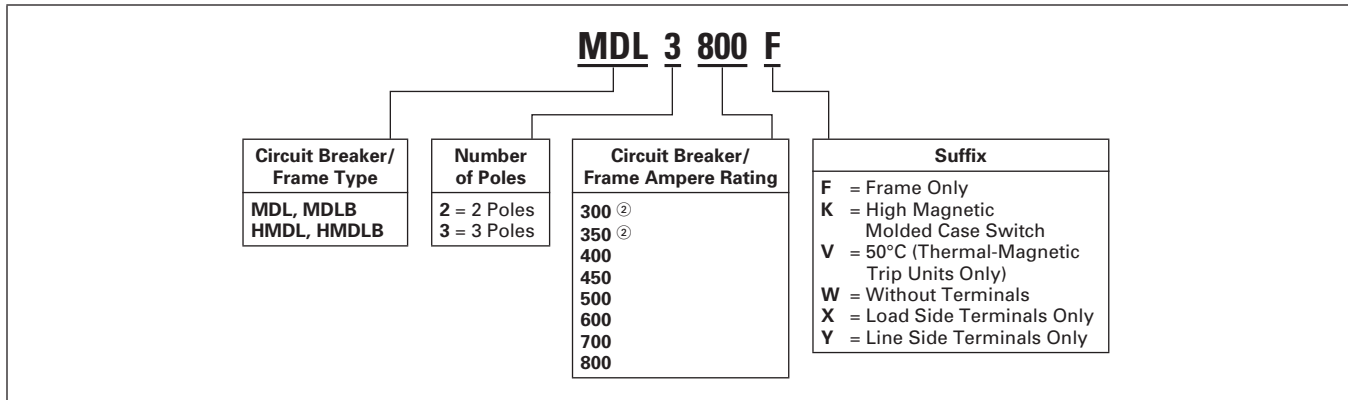 MDL 3 800 F
Circuit Breaker/
Frame Type
MDL, MDLB
HMDL, HMDLB
Number
of Poles
2 = 2 Poles
3 = 3 Poles
Circuit Breaker/
Frame Ampere Rating
300 ②
350 ②
400
450
500
600
700
800
Suffix
F = Frame Only
K = High Magnetic
Molded Case Switch
V = 50°C (Thermal-Magnetic
Trip Units Only)
W = Without Terminals
X = Load Side Terminals Only
Y = Line Side Terminals Only